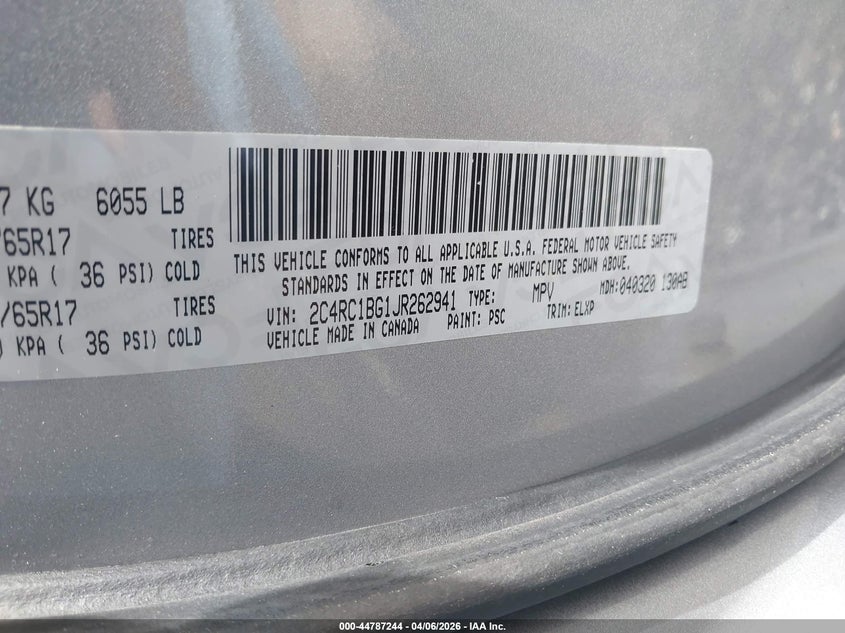 7 KG 6055 LB
/65R17 TIRES
KPA ( 36 PSI) COLD
/65R17 TIRES
) KPA ( 36 PSI) COLD
THIS VEHICLE CONFORMS TO ALL APPLICABLE U.S.A. FEDERAL MOTOR VEHICLE SAFETY
STANDARDS IN EFFECT ON THE DATE OF MANUFACTURE SHOWN ABOVE.
VIN: 2C4RC1BG1JR262941 TYPE: MPV MDH:040320 130AB
VEHICLE MADE IN CANADA PAINT: PSC TRIM: ELXP
000-44787244 - 04/06/2026 - IAA Inc.